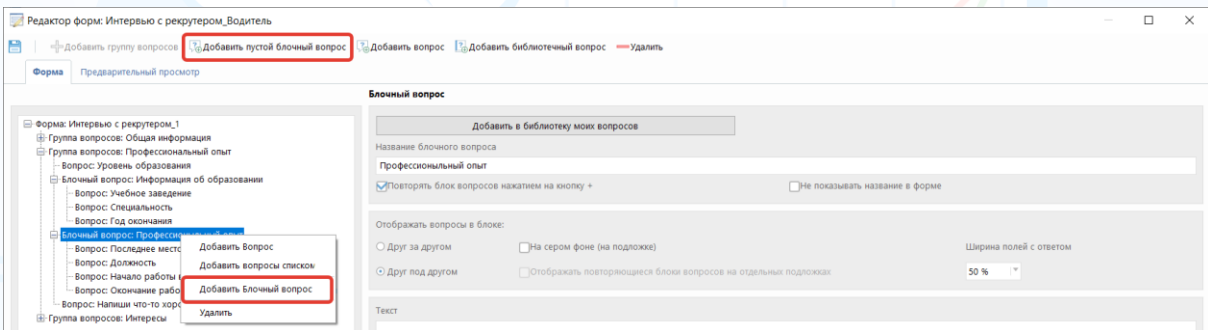 Редактор форм: Интервью с рекрутером_Водитель
Добавить группу вопросов Добавить пустой блочный вопрос Добавить вопрос Добавить библиотечный вопрос Удалить
Форма Предварительный просмотр
Блочный вопрос
Форма: Интервью с рекрутером_1
Группа вопросов: Общая информация
Группа вопросов: Профессиональный опыт
Вопрос: Уровень образования
Блочный вопрос: Информация об образовании
Вопрос: Учебное заведение
Вопрос: Специальность
Вопрос: Год окончания
Блочный вопрос:
Вопрос: Последнее
Вопрос: Должность
Вопрос: Начало работы
Вопрос: Окончание
Вопрос: Напиши что-то
Группа вопросов: Интересы
Добавить Вопрос
Добавить вопросы списком
Добавить Блочный вопрос
Удалить
Добавить в библиотеку моих вопросов
Название блочного вопроса
Профессионыльный опыт
Повторять блок вопросов нажатием на кнопку +
Не показывать название в форме
Отображать вопросы в блоке:
Друг за другом
На сером фоне (на подложке)
Ширина полей с ответом
Друг под другом
Отображать повторяющиеся блоки вопросов на отдельных подложках
50 %
Текст